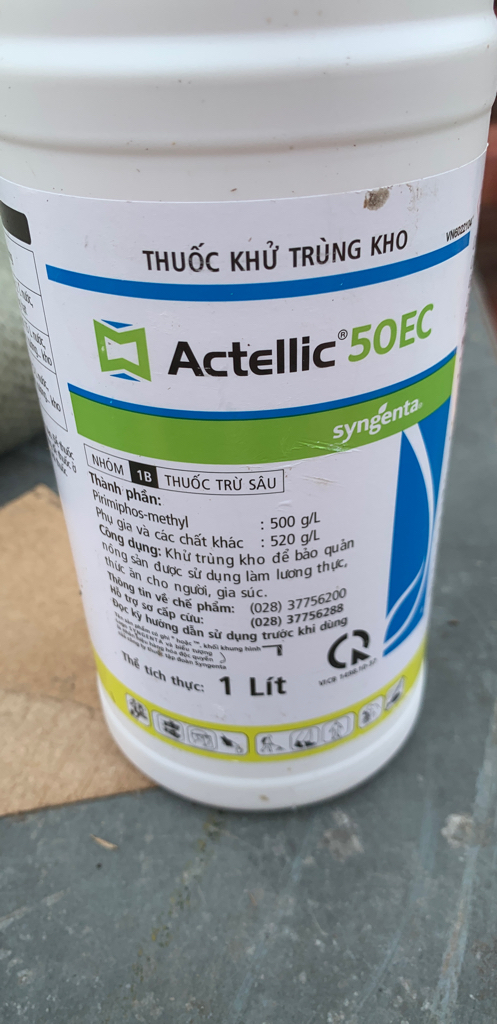 THUỐC KHỬ TRÙNG KHO
Actellic® 50EC
syngenta
NHÓM 1B THUỐC TRỪ SÂU
Thành phần:
Pirimiphos-methyl : 500 g/L
Phụ gia và các chất khác : 520 g/L
Công dụng: Khử trùng kho để bảo quản
nông sản được sử dụng làm lương thực,
thức ăn cho người, gia súc.
Thông tin về chế phẩm: (028) 37756200
Hỗ trợ sơ cấp cứu: (028) 37756288
Đọc kỹ hướng dẫn sử dụng trước khi dùng
Thể tích thực: 1 Lít